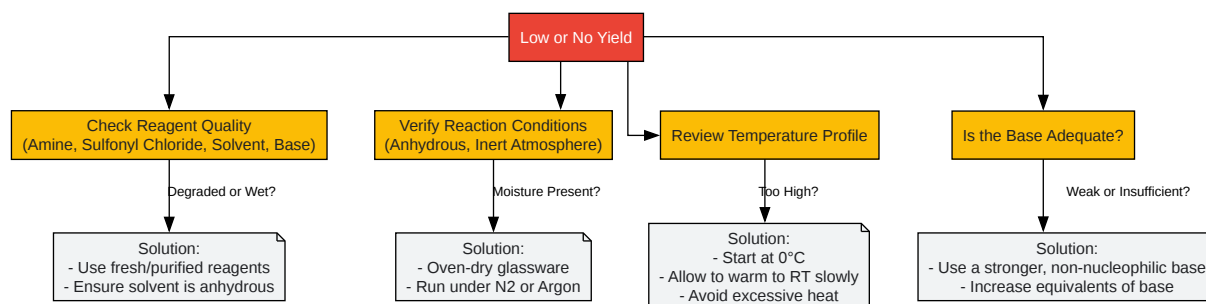 Low or No Yield
Check Reagent Quality
(Amine, Sulfonyl Chloride, Solvent, Base)
Verify Reaction Conditions
(Anhydrous, Inert Atmosphere)
Review Temperature Profile
Is the Base Adequate?
Degraded or Wet?
Moisture Present?
Too High?
Weak or Insufficient?
Solution:
- Use fresh/purified reagents
- Ensure solvent is anhydrous
Solution:
- Oven-dry glassware
- Run under N2 or Argon
Solution:
- Start at 0°C
- Allow to warm to RT slowly
- Avoid excessive heat
Solution:
- Use a stronger, non-nucleophilic base
- Increase equivalents of base